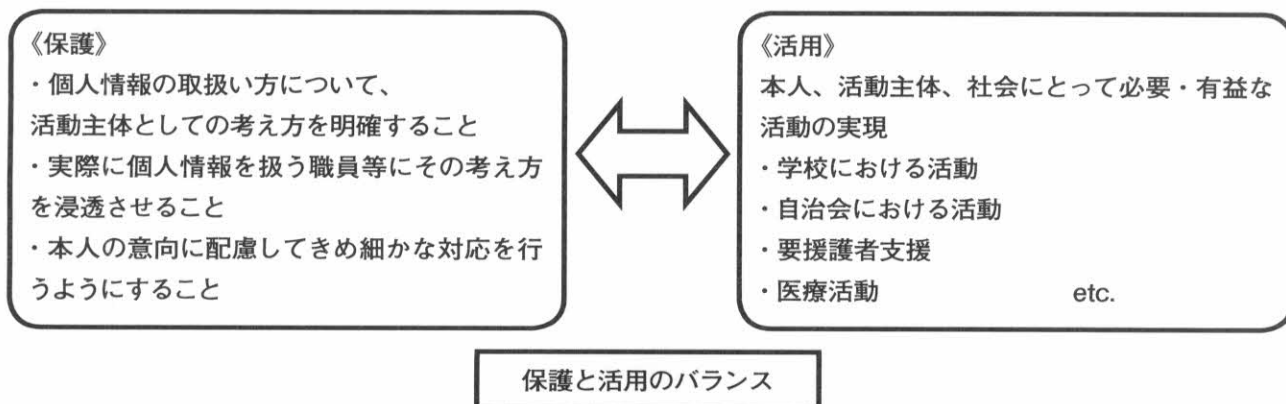 《保護》
・個人情報の取扱い方について、
活動主体としての考え方を明確すること
・実際に個人情報を扱う職員等にその考え方
を浸透させること
・本人の意向に配慮してきめ細かな対応を行
うようにすること
《活用》
本人、活動主体、社会にとって必要・有益な
活動の実現
・学校における活動
・自治会における活動
・要援護者支援
・医療活動 etc.
保護と活用のバランス